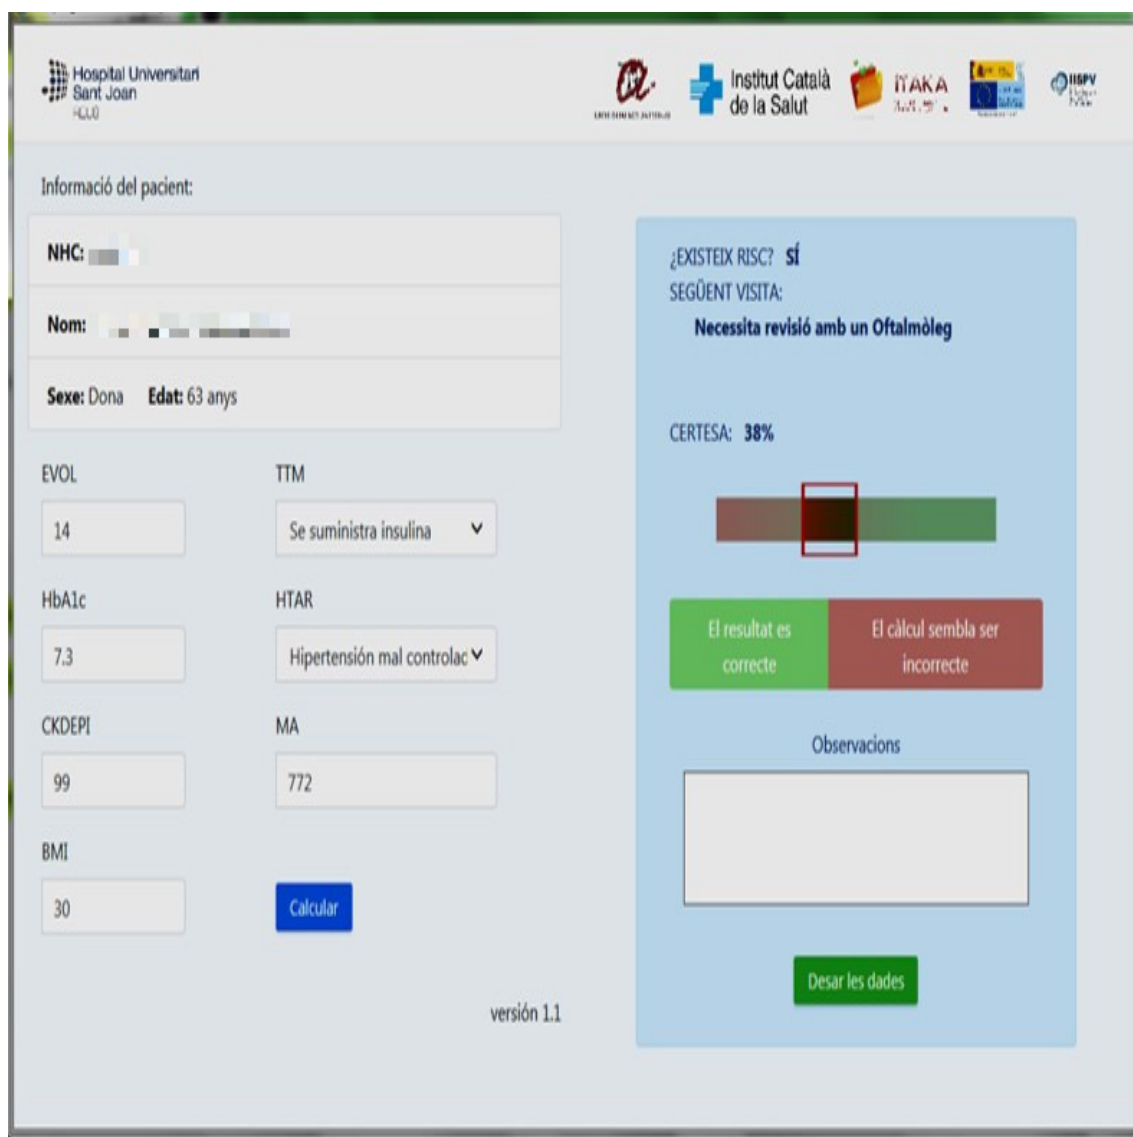 Hospital Universitari
Sant Joan
Institut Català
de la Salut
iTAKA
IISPV
Informació del pacient:
NHC:
Nom:
Sexe: Dona Edat: 63 anys
EVOL TTM
14 Se suministra insulina
HbA1c HTAR
7.3 Hipertensión mal controlac
CKDEPI MA
99 772
BMI
30 Calcular
versión 1.1
¿EXISTEIX RISC? SÍ
SEGÜENT VISITA:
Necessita revisió amb un Oftalmòleg
CERTESA: 38%
El resultat es
correcte
El càlcul sembla ser
incorrecte
Observacions
Desar les dades